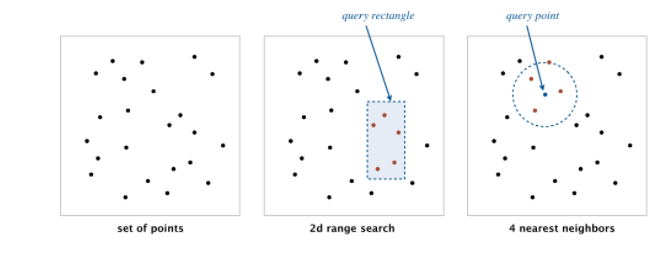 query rectangle
query point
set of points
2d range search
4 nearest neighbors